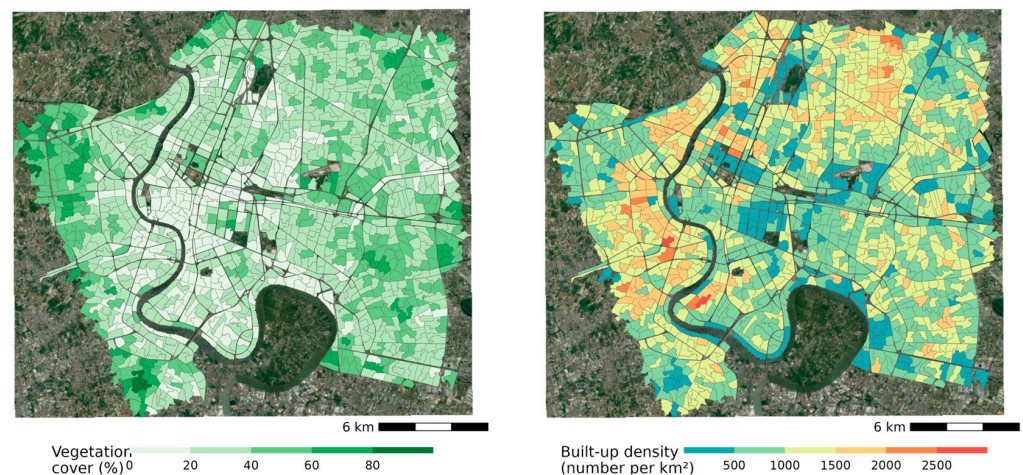 6 km
6 km
Vegetation
cover (%)
0 20 40 60 80
Built-up density
(number per km²)
500 1000 1500 2000 2500